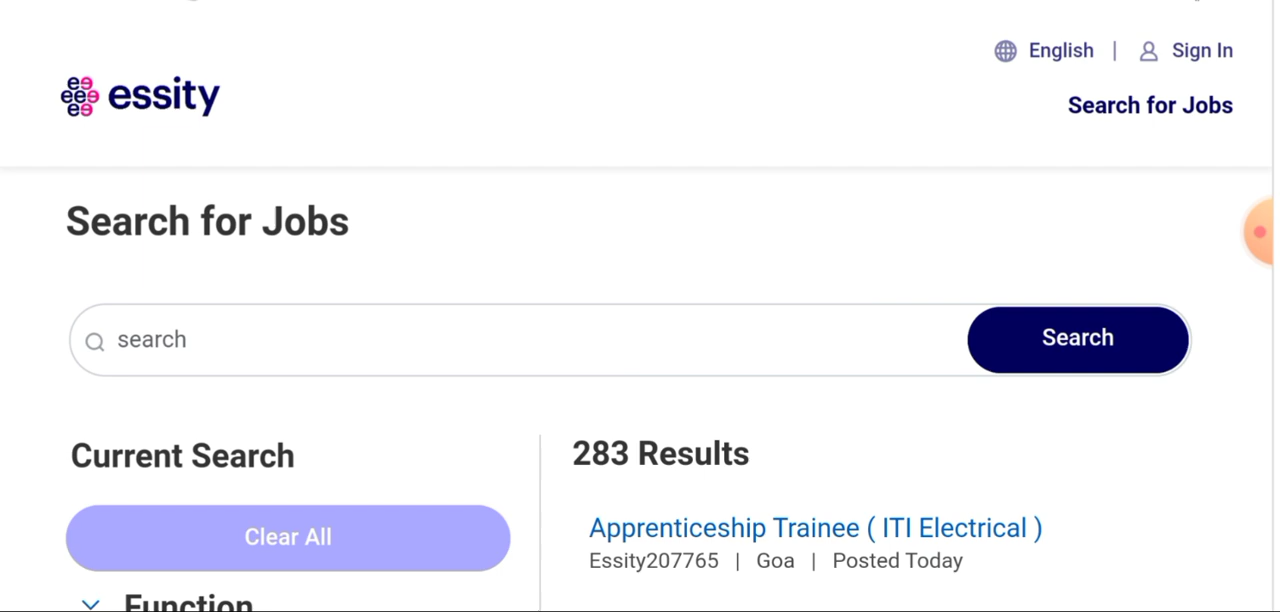 English | Sign In
essity
Search for Jobs
Search for Jobs
search
Search
Current Search
283 Results
Clear All
Apprenticeship Trainee ( ITI Electrical )
Essity207765 | Goa | Posted Today
Function